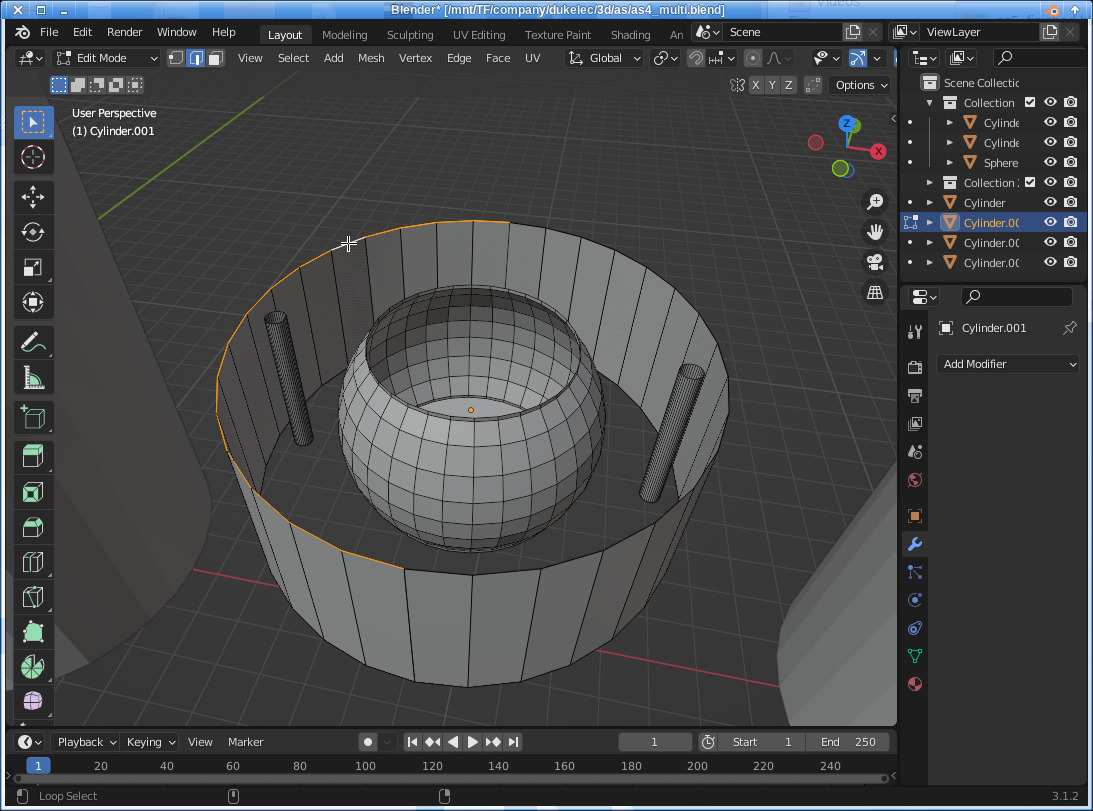 Blender* [/mnt/TF/company/dukelec/3d/as/as4_multi.blend]
File Edit Render Window Help Layout Modeling Sculpting UV Editing Texture Paint Shading An Scene ViewLayer
Edit Mode View Select Add Mesh Vertex Edge Face UV Global
X Y Z Options
User Perspective
(1) Cylinder.001
Z
X
Scene Collectic
Collection
Cylinde
Cylinde
Sphere
Collection
Cylinder
Cylinder.00
Cylinder.00
Cylinder.00
Cylinder.001
Add Modifier
Playback Keying View Marker 1 Start 1 End 250
1 20 40 60 80 100 120 140 160 180 200 220 240
Loop Select 3.1.2